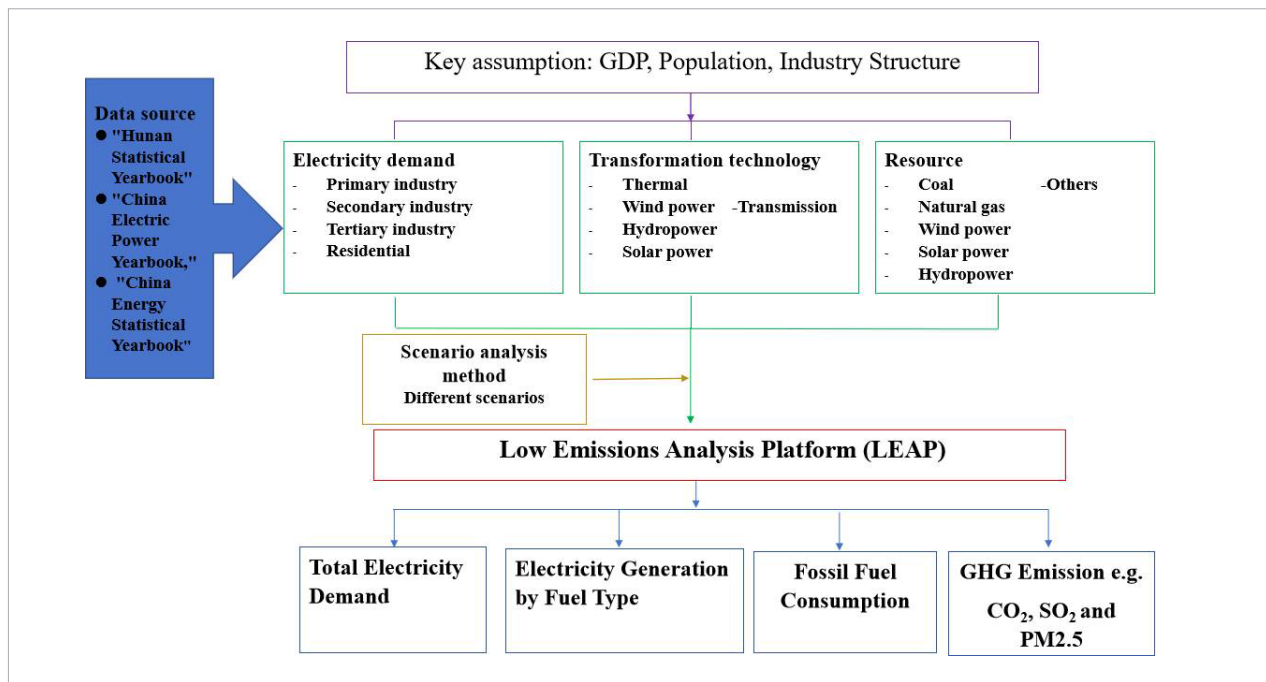 Key assumption: GDP, Population, Industry Structure
Data source
● "Hunan
Statistical
Yearbook"
● "China
Electric
Power
Yearbook,"
● "China
Energy
Statistical
Yearbook"
Electricity demand
- Primary industry
- Secondary industry
- Tertiary industry
- Residential
Transformation technology
- Thermal
- Wind power -Transmission
- Hydropower
- Solar power
Resource
- Coal -Others
- Natural gas
- Wind power
- Solar power
- Hydropower
Scenario analysis
method
Different scenarios
Low Emissions Analysis Platform (LEAP)
Total Electricity
Demand
Electricity Generation
by Fuel Type
Fossil Fuel
Consumption
GHG Emission e.g.
CO₂, SO₂ and
PM2.5